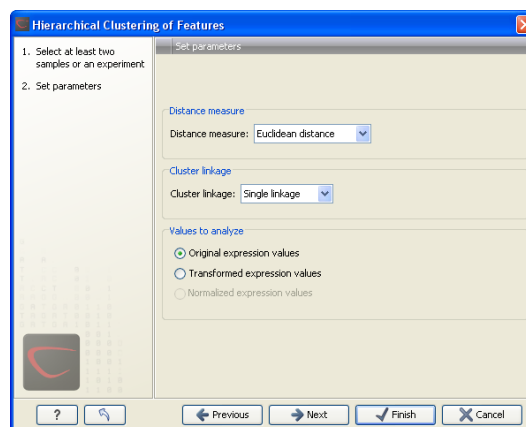 Hierarchical Clustering of Features
1. Select at least two
samples or an experiment
2. Set parameters
Set parameters
Distance measure
Distance measure: Euclidean distance
Cluster linkage
Cluster linkage: Single linkage
Values to analyze
Original expression values
Transformed expression values
Normalized expression values
?
Previous
Next
Finish
Cancel